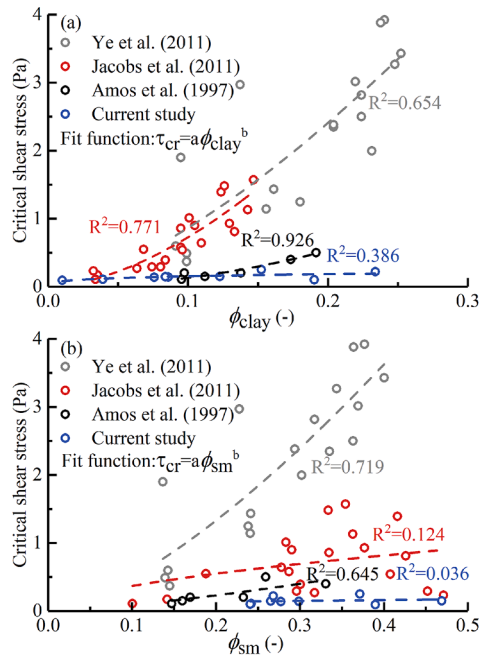 (a)
Ye et al. (2011)
Jacobs et al. (2011)
Amos et al. (1997)
Current study
Fit function:τcr=aϕclay^b
R²=0.654
R²=0.771
R²=0.926
R²=0.386
Critical shear stress (Pa)
4
3
2
1
0
0.0
0.1
0.2
0.3
ϕclay (-)
(b)
Ye et al. (2011)
Jacobs et al. (2011)
Amos et al. (1997)
Current study
Fit function:τcr=aϕsm^b
R²=0.719
R²=0.124
R²=0.645
R²=0.036
Critical shear stress (Pa)
4
3
2
1
0
0.0
0.1
0.2
0.3
0.4
0.5
ϕsm (-)